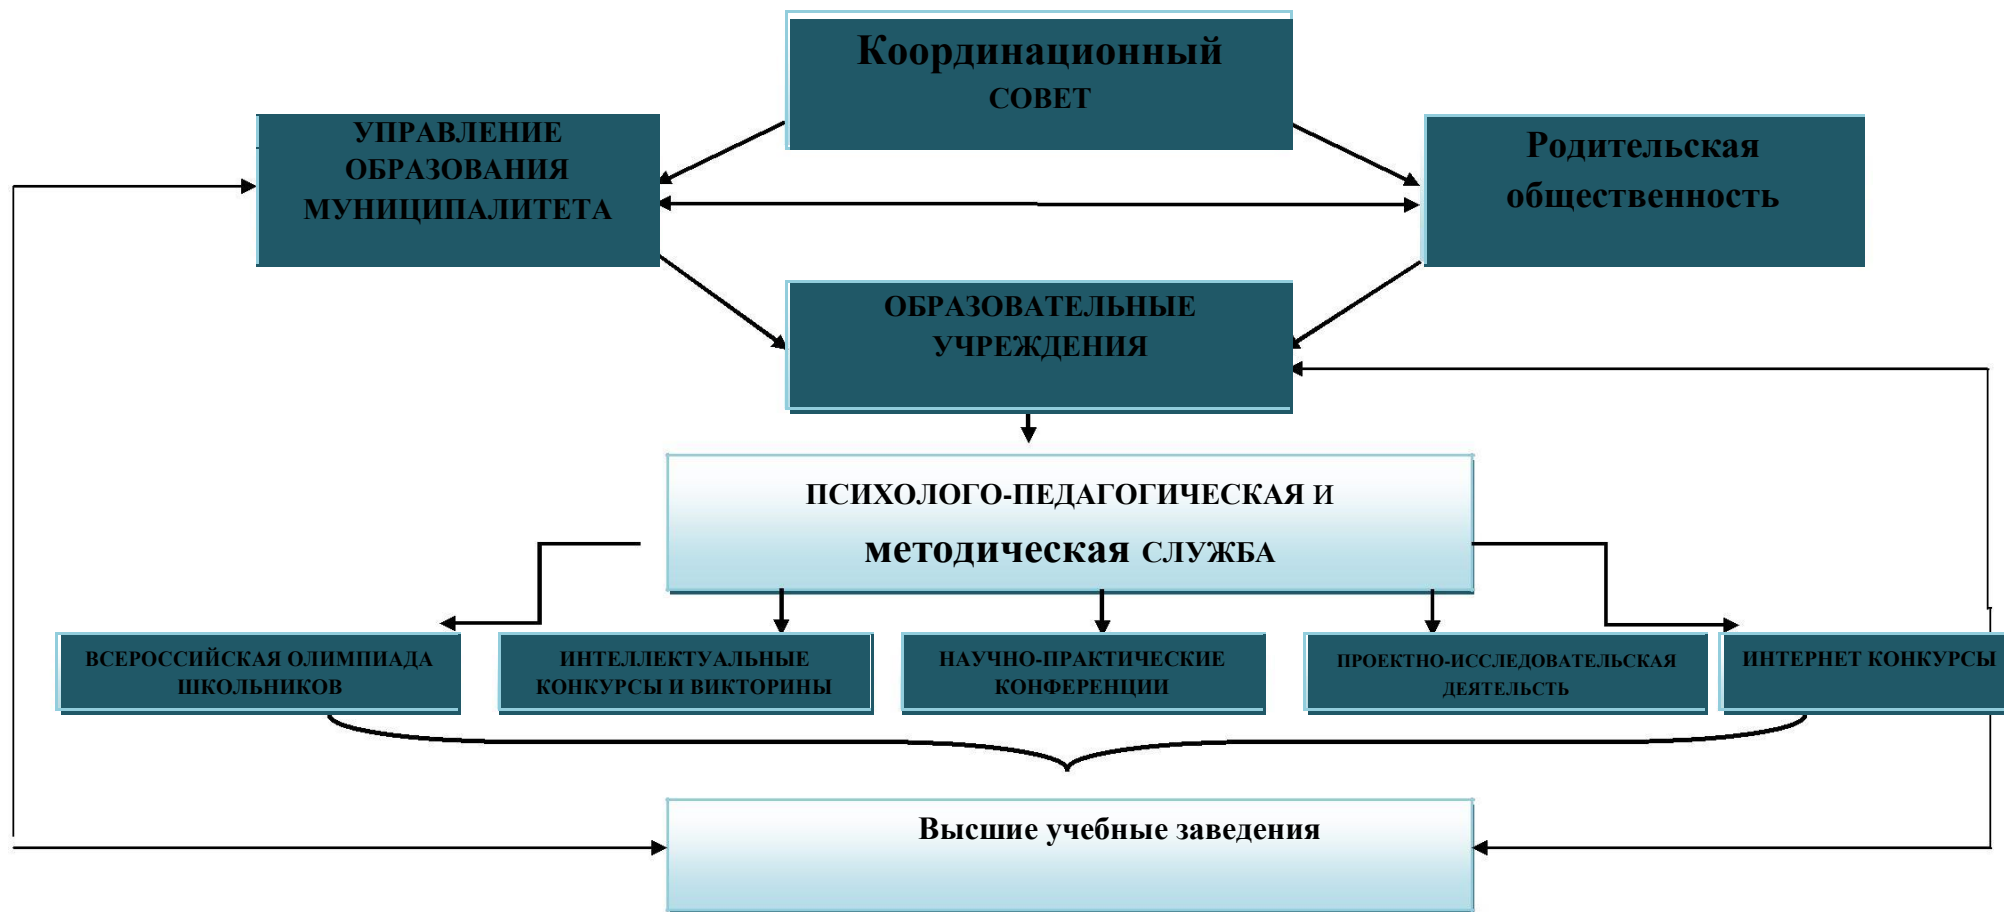 Координационный
СОВЕТ
УПРАВЛЕНИЕ
ОБРАЗОВАНИЯ
МУНИЦИПАЛИТЕТА
Родительская
общественность
ОБРАЗОВАТЕЛЬНЫЕ
УЧРЕЖДЕНИЯ
ПСИХОЛОГО-ПЕДАГОГИЧЕСКАЯ И
методическая СЛУЖБА
ВСЕРОССИЙСКАЯ ОЛИМПИАДА
ШКОЛЬНИКОВ
ИНТЕЛЛЕКТУАЛЬНЫЕ
КОНКУРСЫ И ВИКТОРИНЫ
НАУЧНО-ПРАКТИЧЕСКИЕ
КОНФЕРЕНЦИИ
ПРОЕКТНО-ИССЛЕДОВАТЕЛЬСКАЯ
ДЕЯТЕЛЬСТЬ
ИНТЕРНЕТ КОНКУРСЫ
Высшие учебные заведения